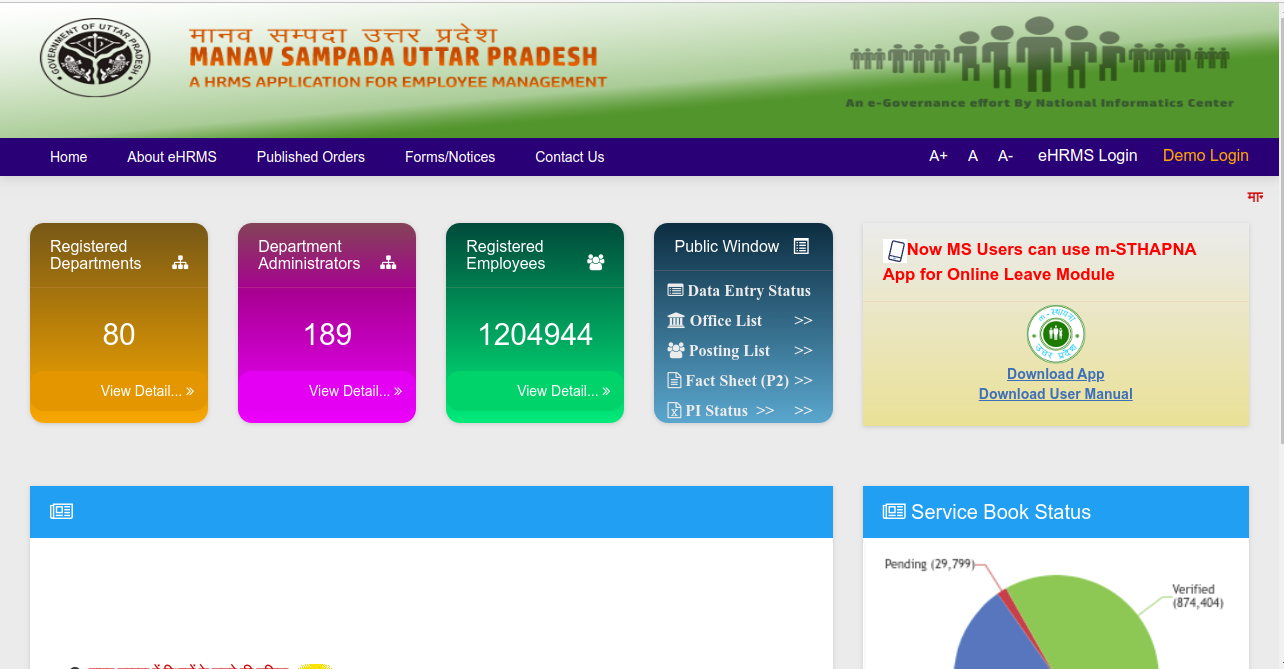 GOVERNMENT OF UTTAR PRADESH
मानव सम्पदा उत्तर प्रदेश
MANAV SAMPADA UTTAR PRADESH
A HRMS APPLICATION FOR EMPLOYEE MANAGEMENT
An e-Governance effort By National Informatics Center
Home About eHRMS Published Orders Forms/Notices Contact Us A+ A A- eHRMS Login Demo Login
Registered
Departments
80
View Detail... »
Department
Administrators
189
View Detail... »
Registered
Employees
1204944
View Detail... »
Public Window
Data Entry Status
Office List >>
Posting List >>
Fact Sheet (P2) >>
PI Status >> >>
Now MS Users can use m-STHAPNA
App for Online Leave Module
m - स्थापना
उत्तर प्रदेश
Download App
Download User Manual
Service Book Status
Pending (29,799)
Verified
(874,404)